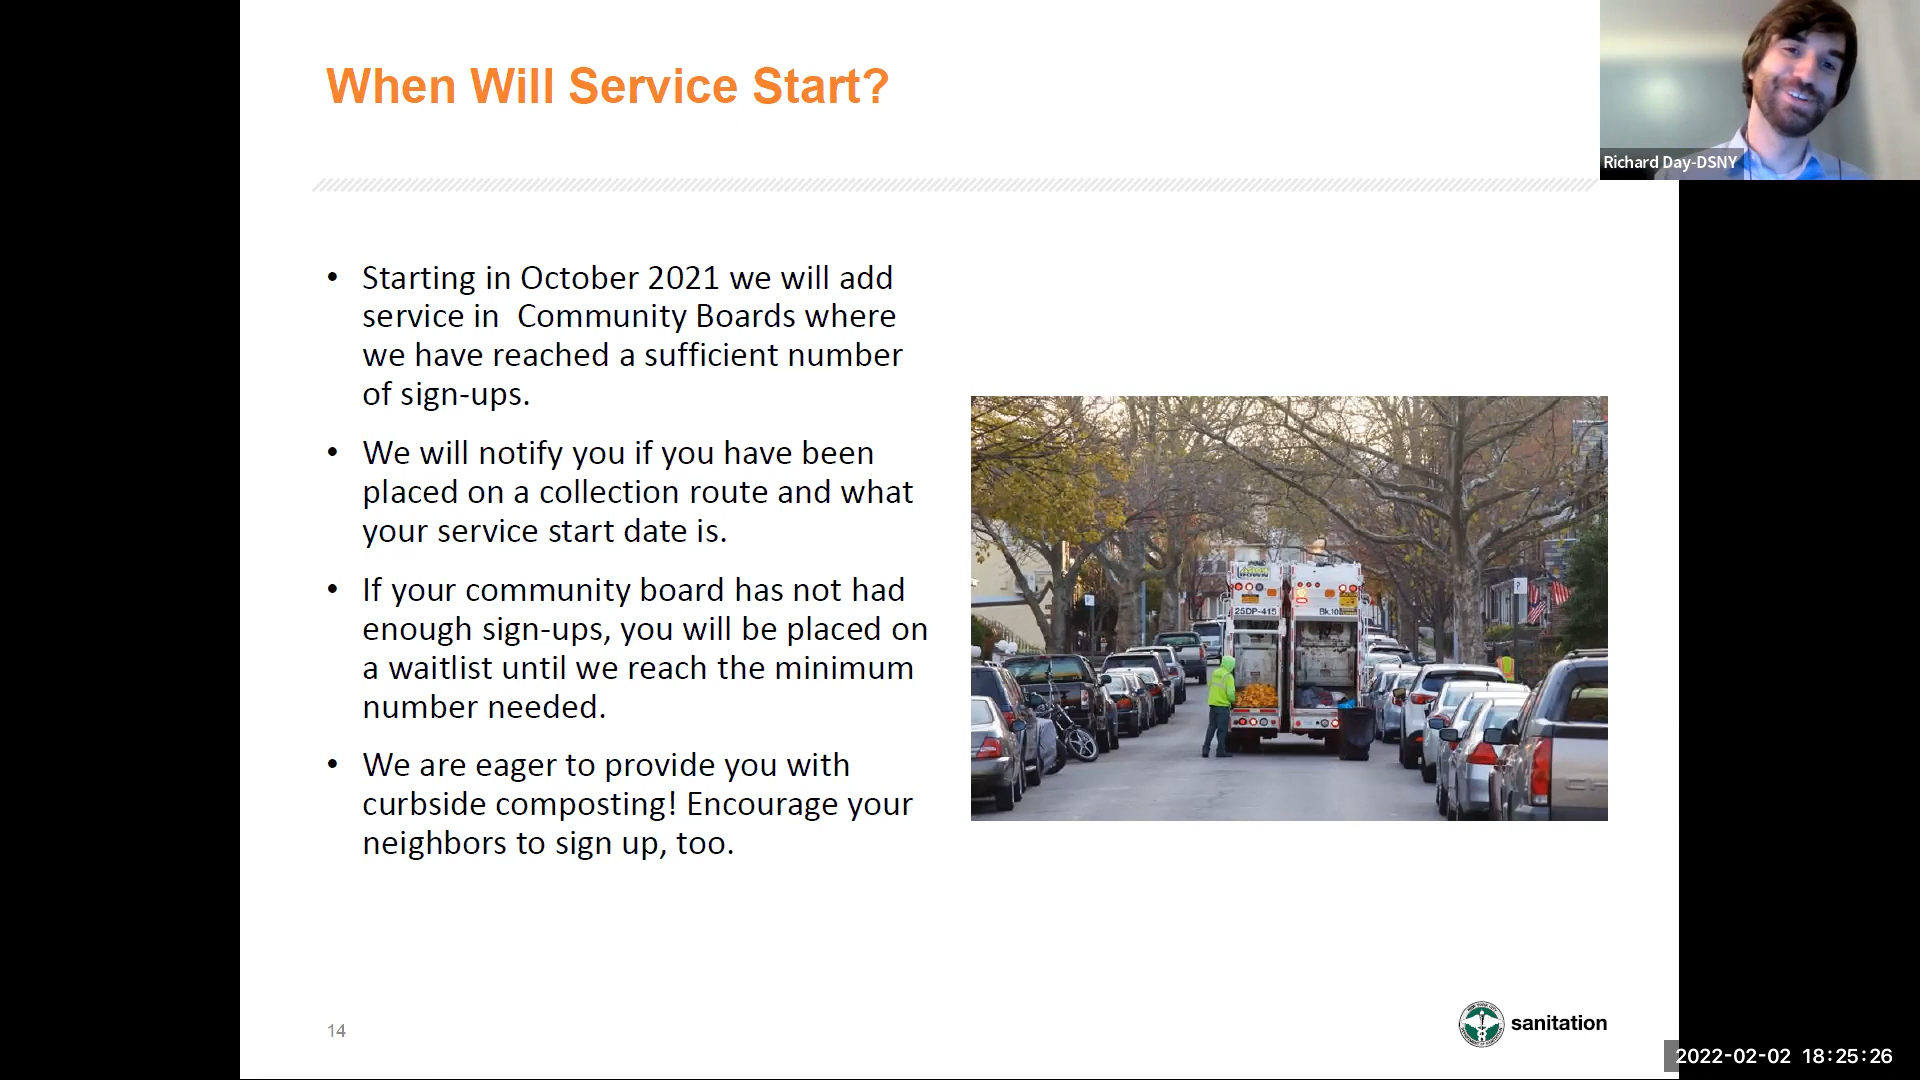 When Will Service Start?
Richard Day-DSNY
• Starting in October 2021 we will add
service in Community Boards where
we have reached a sufficient number
of sign-ups.
• We will notify you if you have been
placed on a collection route and what
your service start date is.
• If your community board has not had
enough sign-ups, you will be placed on
a waitlist until we reach the minimum
number needed.
• We are eager to provide you with
curbside composting! Encourage your
neighbors to sign up, too.
25DP-415
14
sanitation
2022-02-02 18:25:26